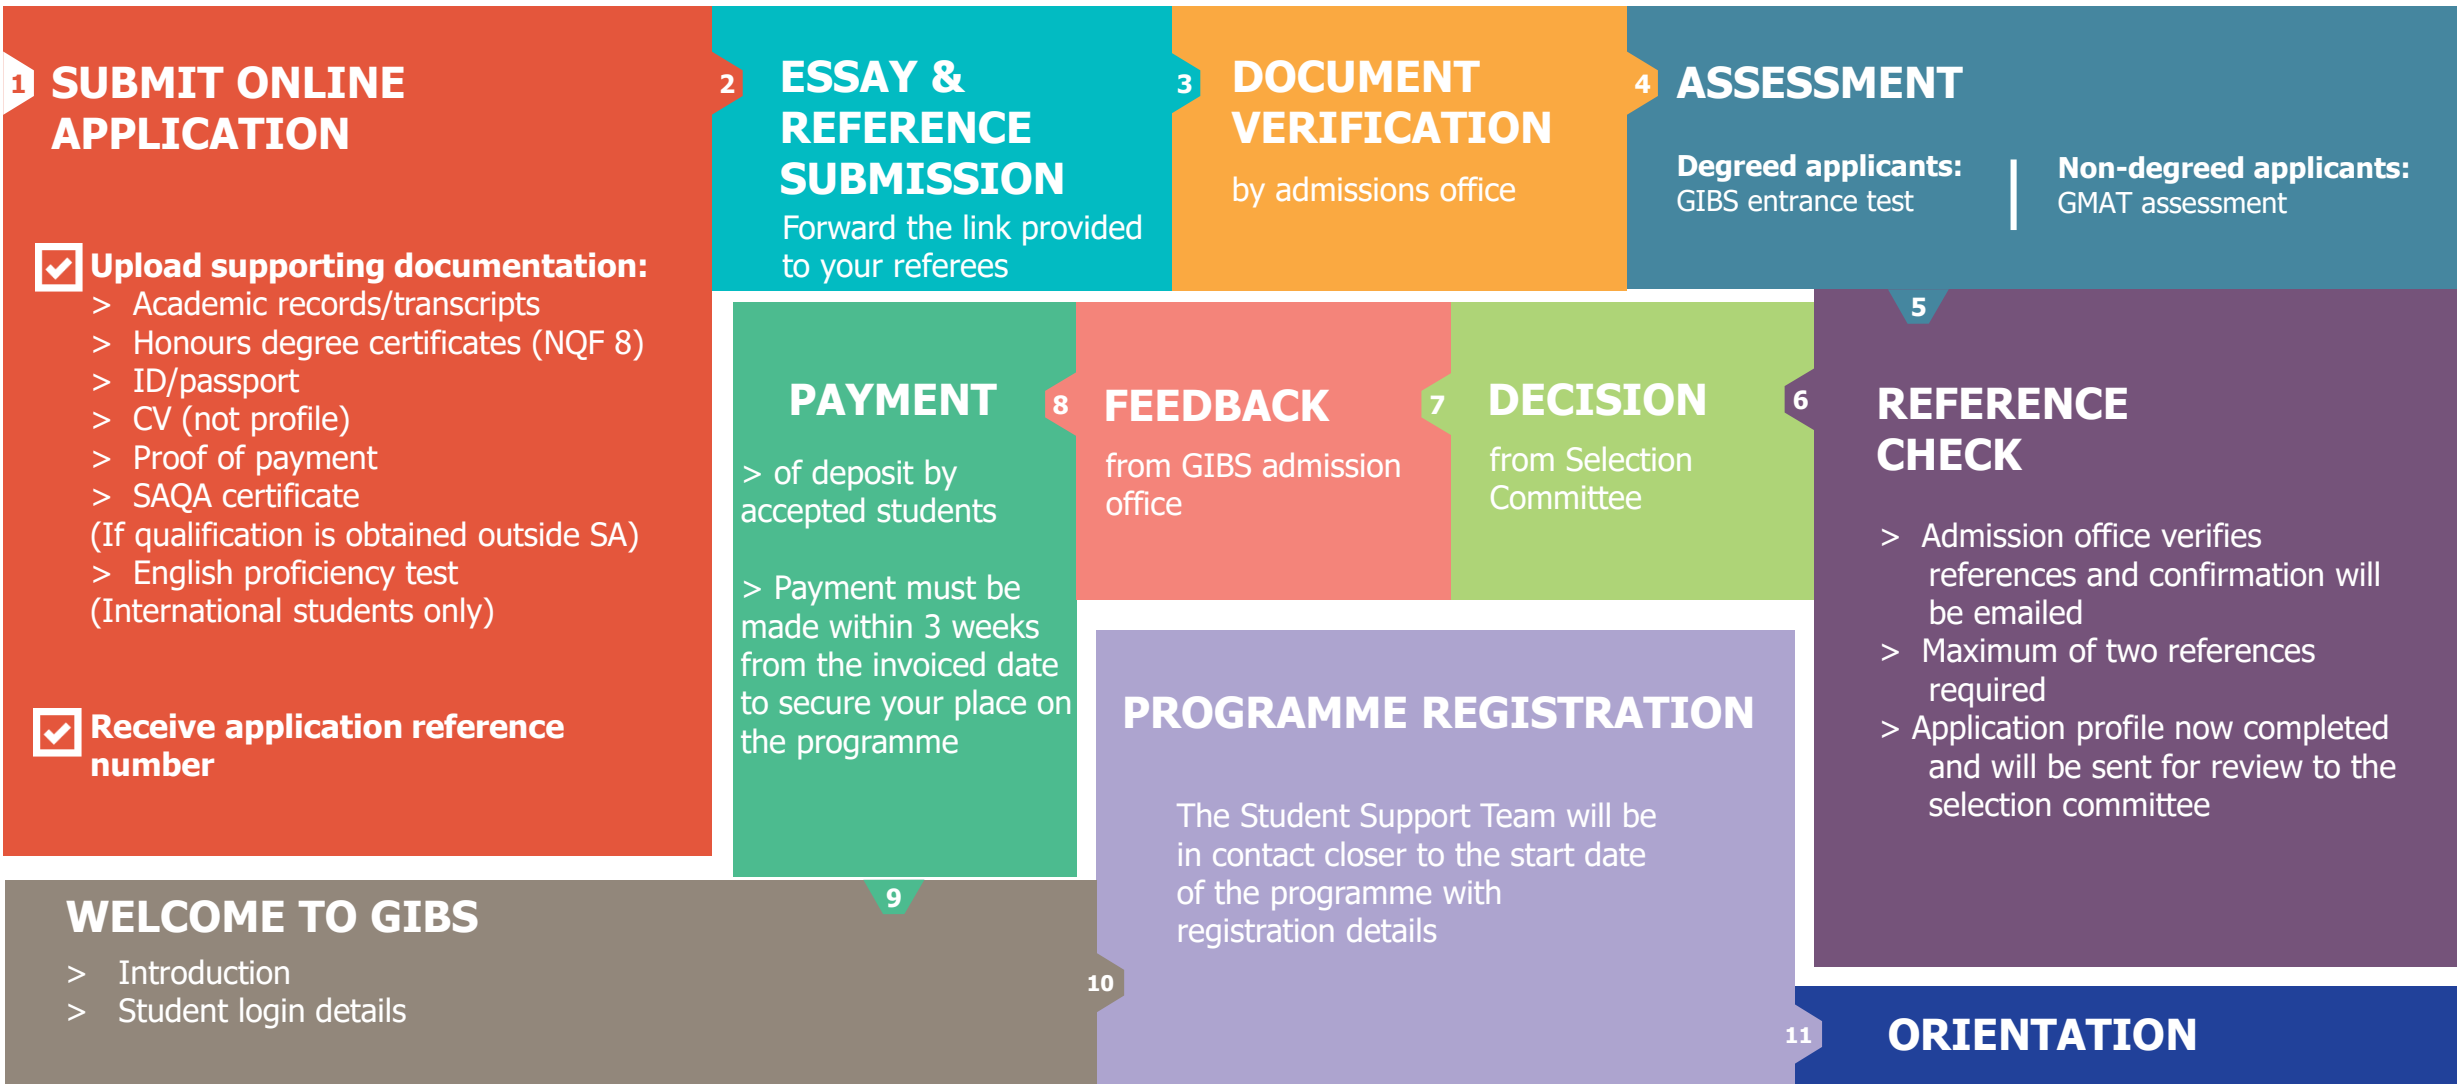 1
SUBMIT ONLINE
APPLICATION
Upload supporting documentation:
> Academic records/transcripts
> Honours degree certificates (NQF 8)
> ID/passport
> CV (not profile)
> Proof of payment
> SAQA certificate
(If qualification is obtained outside SA)
> English proficiency test
(International students only)
Receive application reference
number
2
ESSAY &
REFERENCE
SUBMISSION
Forward the link provided
to your referees
3
DOCUMENT
VERIFICATION
by admissions office
4
ASSESSMENT
Degreed applicants:
GIBS entrance test
Non-degreed applicants:
GMAT assessment
5
REFERENCE
CHECK
> Admission office verifies
references and confirmation will
be emailed
> Maximum of two references
required
> Application profile now completed
and will be sent for review to the
selection committee
6
DECISION
from Selection
Committee
7
FEEDBACK
from GIBS admission
office
8
PAYMENT
> of deposit by
accepted students
> Payment must be
made within 3 weeks
from the invoiced date
to secure your place on
the programme
9
WELCOME TO GIBS
> Introduction
> Student login details
10
PROGRAMME REGISTRATION
The Student Support Team will be
in contact closer to the start date
of the programme with
registration details
11
ORIENTATION